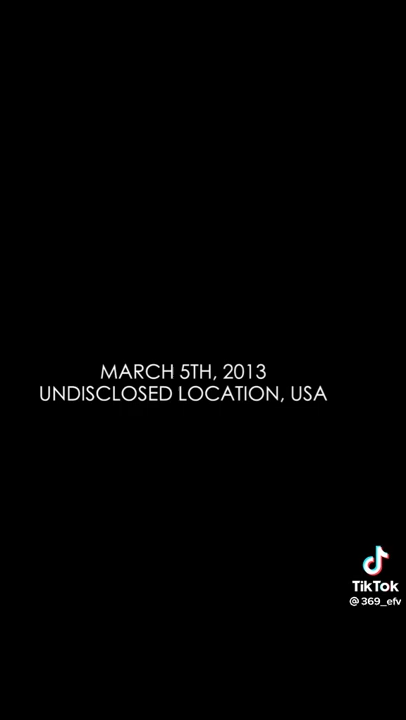 MARCH 5TH, 2013
UNDISCLOSED LOCATION, USA
TikTok
@369_efv